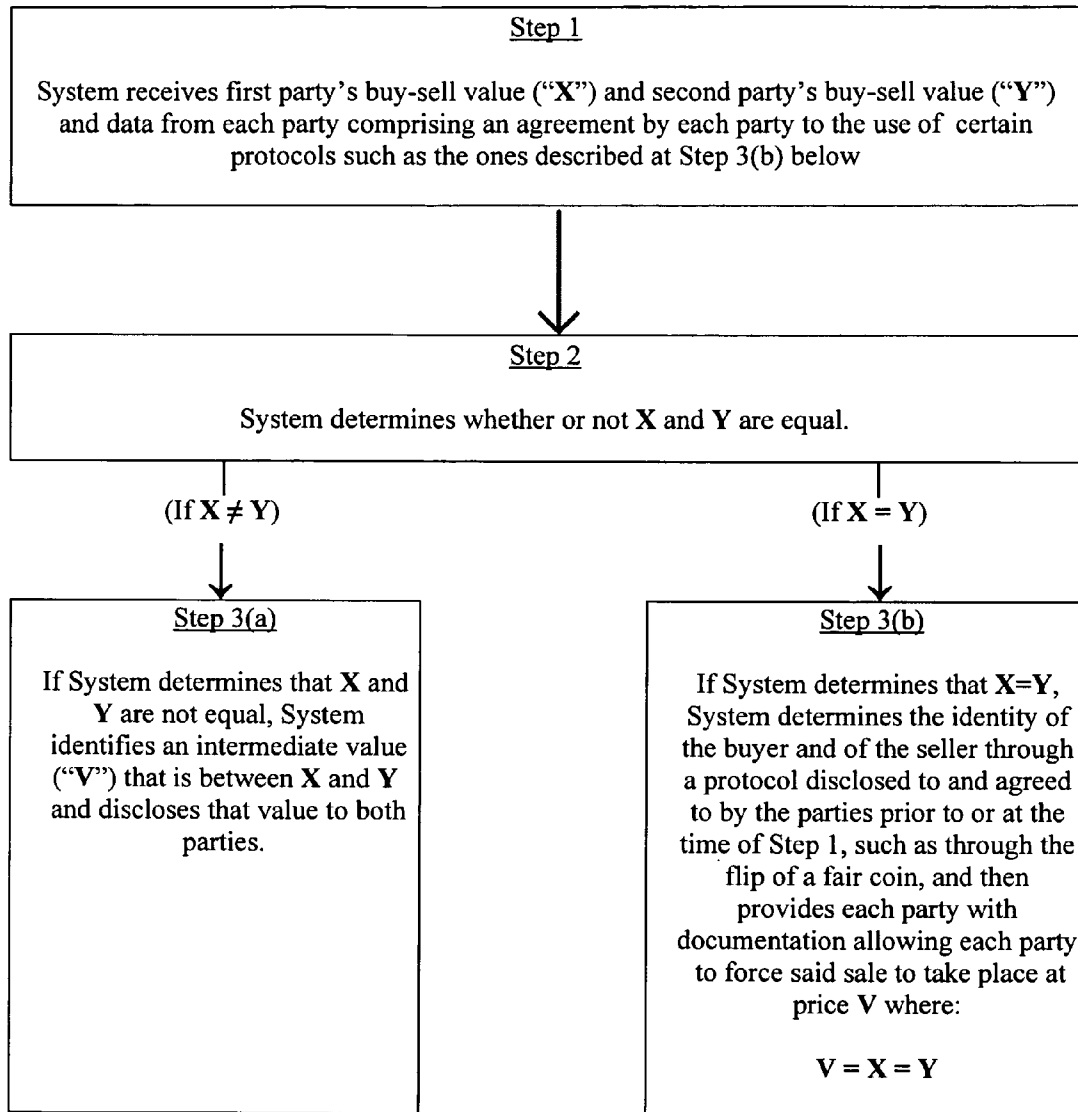 Step 1
System receives first party's buy-sell value (“X”) and second party's buy-sell value (“Y”)
and data from each party comprising an agreement by each party to the use of certain
protocols such as the ones described at Step 3(b) below
Step 2
System determines whether or not X and Y are equal.
(If X ≠ Y)
(If X = Y)
Step 3(a)
If System determines that X and
Y are not equal, System
identifies an intermediate value
(“V”) that is between X and Y
and discloses that value to both
parties.
Step 3(b)
If System determines that X=Y,
System determines the identity of
the buyer and of the seller through
a protocol disclosed to and agreed
to by the parties prior to or at the
time of Step 1, such as through the
flip of a fair coin, and then
provides each party with
documentation allowing each party
to force said sale to take place at
price V where:
V = X = Y